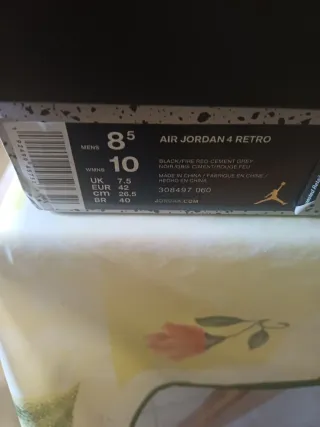 MENS 8⁵
WMNS 10
UK 7.5
EUR 42
cm 26.5
BR 40
AIR JORDAN 4 RETRO
BLACK/FIRE RED-CEMENT GREY
MADE IN CHINA / FABRIQUE EN CHINE /
HECHO EN CHINA
308497 060
JORDAN.COM